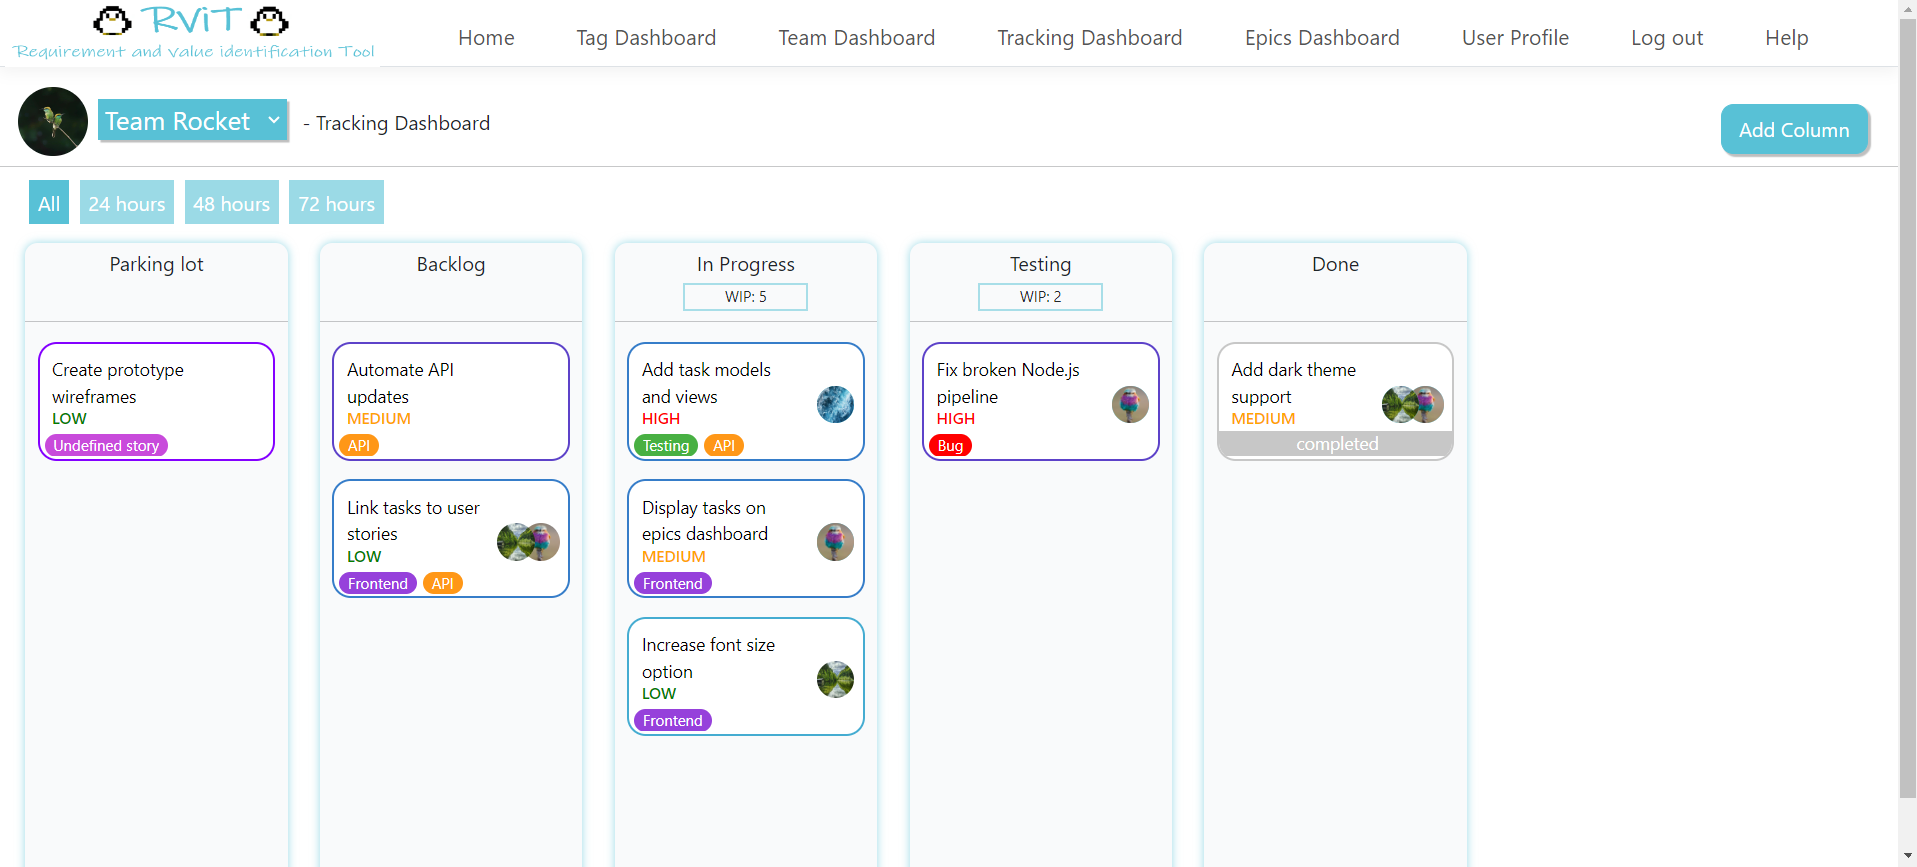 RViT
Requirement and value identification Tool
Home Tag Dashboard Team Dashboard Tracking Dashboard Epics Dashboard User Profile Log out Help
Team Rocket - Tracking Dashboard
Add Column
All 24 hours 48 hours 72 hours
Parking lot
Create prototype
wireframes
LOW
Undefined story
Backlog
Automate API
updates
MEDIUM
API
Link tasks to user
stories
LOW
Frontend API
In Progress
WIP: 5
Add task models
and views
HIGH
Testing API
Display tasks on
epics dashboard
MEDIUM
Frontend
Increase font size
option
LOW
Frontend
Testing
WIP: 2
Fix broken Node.js
pipeline
HIGH
Bug
Done
Add dark theme
support
MEDIUM
completed